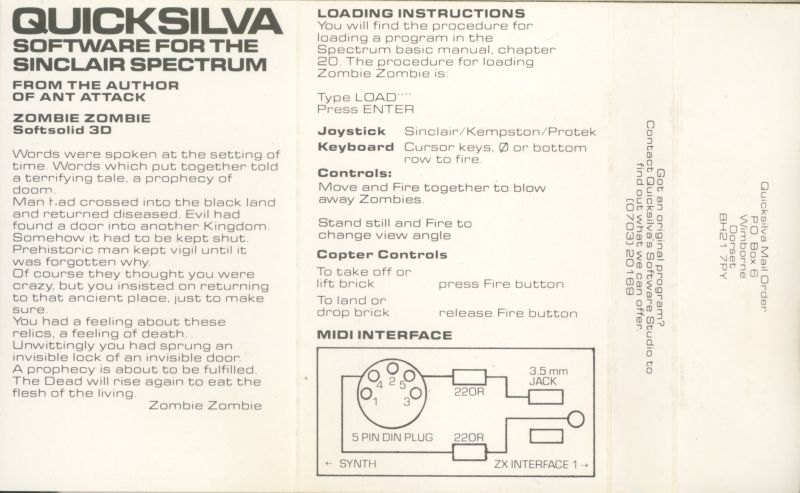 QUICKSILVA
SOFTWARE FOR THE
SINCLAIR SPECTRUM
FROM THE AUTHOR
OF ANT ATTACK
ZOMBIE ZOMBIE
Softsolid 3D
Words were spoken at the setting of
time. Words which put together told
a terrifying tale, a prophecy of
doom.
Man had crossed into the black land
and returned diseased. Evil had
found a door into another Kingdom.
Somehow it had to be kept shut.
Prehistoric man kept vigil until it
was forgotten why.
Of course they thought you were
crazy, but you insisted on returning
to that ancient place, just to make
sure.
You had a feeling about these
relics, a feeling of death.
Unwittingly you had sprung an
invisible lock of an invisible door.
A prophecy is about to be fulfilled.
The Dead will rise again to eat the
flesh of the living.
Zombie Zombie
LOADING INSTRUCTIONS
You will find the procedure for
loading a program in the
Spectrum basic manual, chapter
20. The procedure for loading
Zombie Zombie is:
Type LOAD""
Press ENTER
Joystick Sinclair/Kempston/Protek
Keyboard Cursor keys, Ø or bottom
row to fire.
Controls:
Move and Fire together to blow
away Zombies.
Stand still and Fire to
change view angle
Copter Controls
To take off or
lift brick press Fire button
To land or
drop brick release Fire button
MIDI INTERFACE
4 2 5
1 3
220R
3.5 mm
JACK
5 PIN DIN PLUG
220R
← SYNTH
ZX INTERFACE 1 →
Got an original program?
Contact Quicksilva's Software Studio to
find out what we can offer.
(0703) 20169
Quicksilva Mail Order
P.O. Box 6
Wimborne
Dorset
BH21 7PY